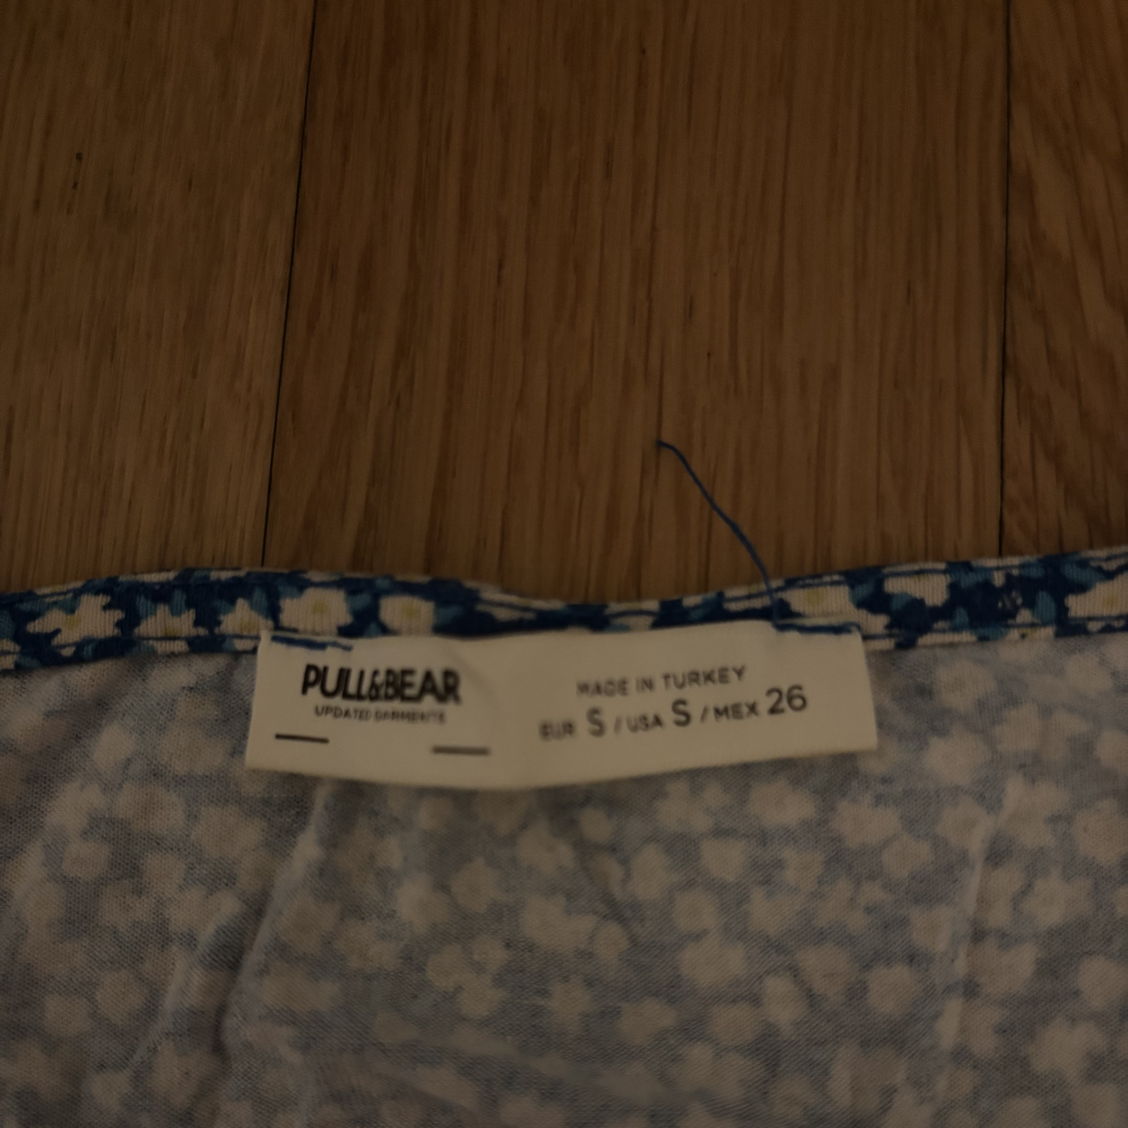 PULL&BEAR
UPDATED GARMENTS
MADE IN TURKEY
EUR S / USA S / MEX 26